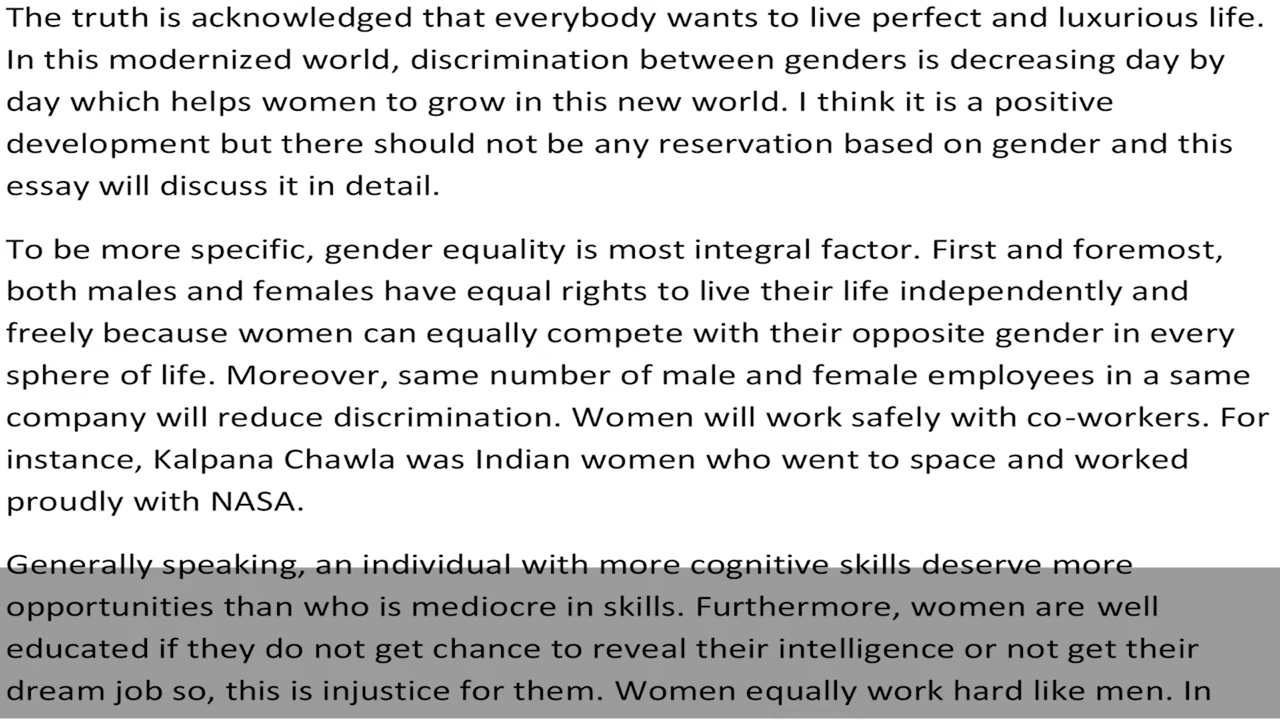 The truth is acknowledged that everybody wants to live perfect and luxurious life.
In this modernized world, discrimination between genders is decreasing day by
day which helps women to grow in this new world. I think it is a positive
development but there should not be any reservation based on gender and this
essay will discuss it in detail.
To be more specific, gender equality is most integral factor. First and foremost,
both males and females have equal rights to live their life independently and
freely because women can equally compete with their opposite gender in every
sphere of life. Moreover, same number of male and female employees in a same
company will reduce discrimination. Women will work safely with co-workers. For
instance, Kalpana Chawla was Indian women who went to space and worked
proudly with NASA.
Generally speaking, an individual with more cognitive skills deserve more
opportunities than who is mediocre in skills. Furthermore, women are well
educated if they do not get chance to reveal their intelligence or not get their
dream job so, this is injustice for them. Women equally work hard like men. In